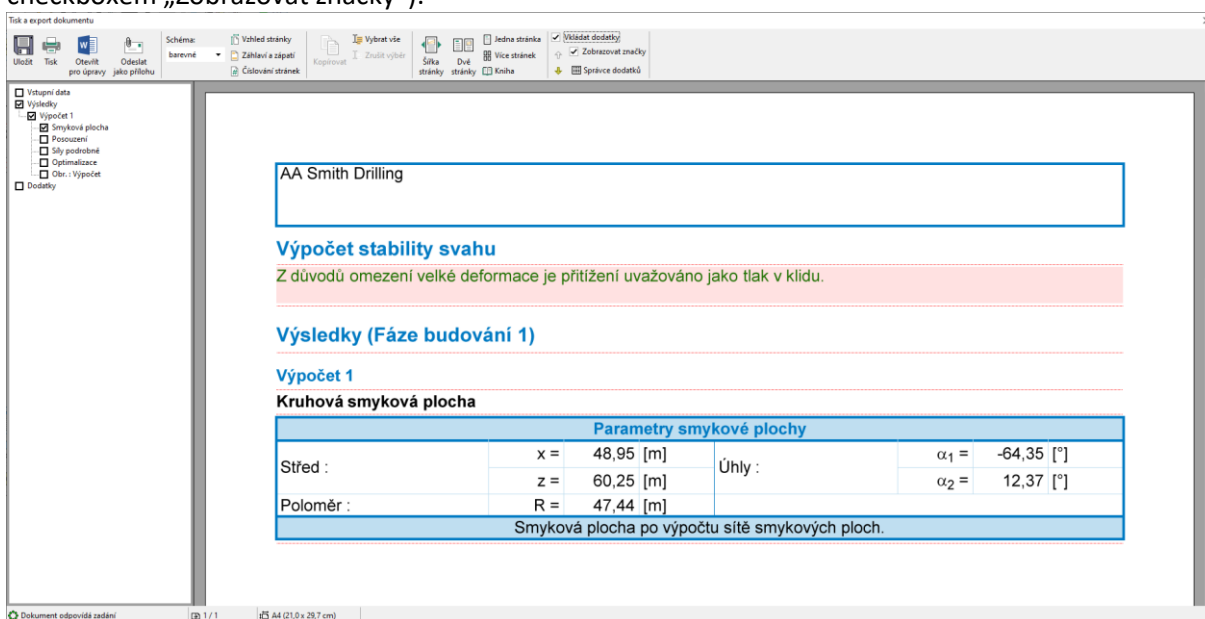 checkboxem „Zobrazovat značky“).
Tisk a export dokumentu
Uložit
Tisk
Otevřít
pro úpravy
Odeslat
jako přílohu
Schéma:
barevné
Vzhled stránky
Záhlaví a zápatí
Číslování stránek
Kopírovat
Vybrat vše
Zrušit výběr
Šířka
stránky
Dvě
stránky
Jedna stránka
Více stránek
Kniha
Vkládat dodatky
Zobrazovat značky
Správce dodatků
Vstupní data
Výsledky
Výpočet 1
Smyková plocha
Posouzení
Síly podrobně
Optimalizace
Obr.: Výpočet
Dodatky
AA Smith Drilling
Výpočet stability svahu
Z důvodů omezení velké deformace je přitížení uvažováno jako tlak v klidu.
Výsledky (Fáze budování 1)
Výpočet 1
Kruhová smyková plocha
Parametry smykové plochy
Střed : x = 48,95 [m] Úhly : α1 = -64,35 [°]
z = 60,25 [m] α2 = 12,37 [°]
Poloměr : R = 47,44 [m]
Smyková plocha po výpočtu sítě smykových ploch.
Dokument odpovídá zadání 1 / 1 A4 (21,0 x 29,7 cm)